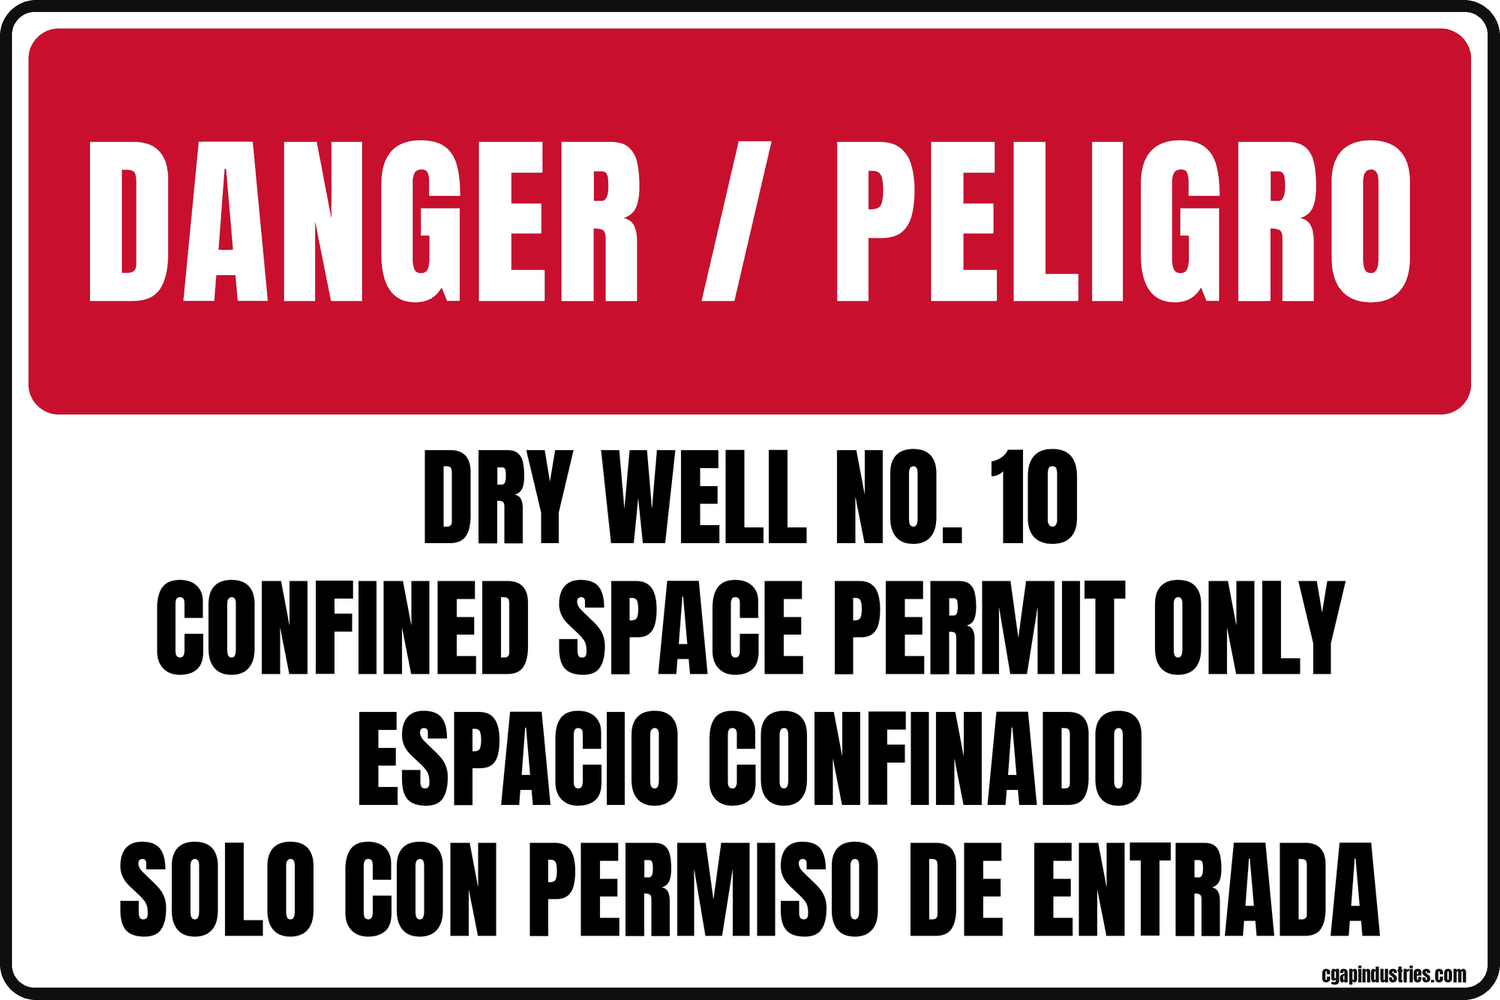 DANGER / PELIGRO
DRY WELL NO. 10
CONFINED SPACE PERMIT ONLY
ESPACIO CONFINADO
SOLO CON PERMISO DE ENTRADA
cgapindustries.com